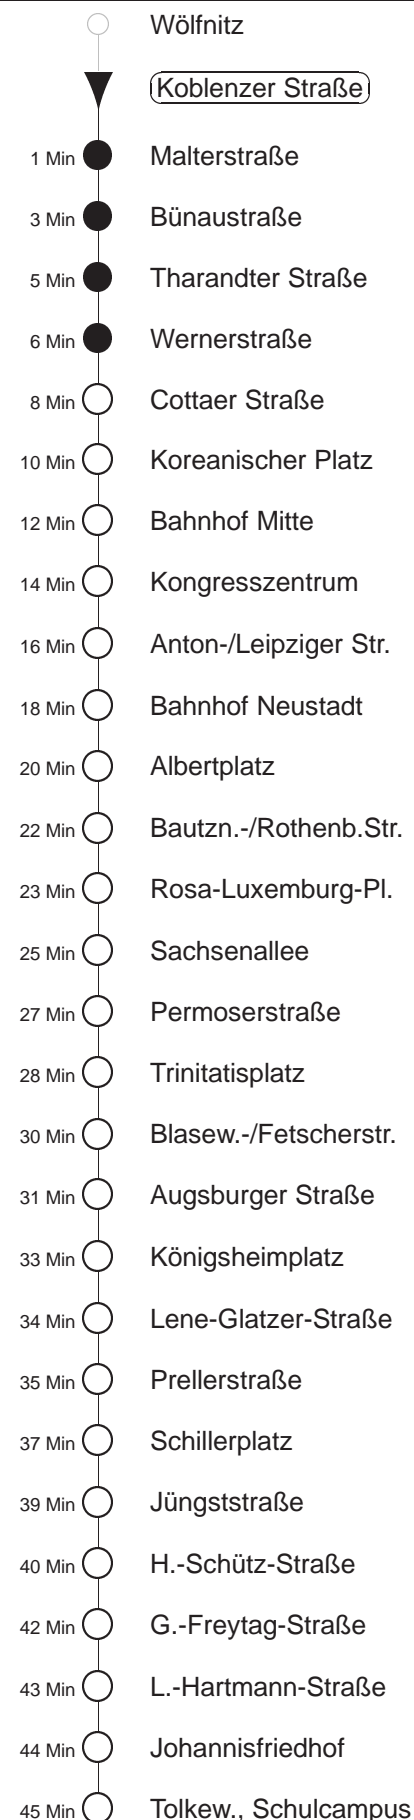 Wölfnitz
Koblenzer Straße
1 Min Malterstraße
3 Min Bünaustraße
5 Min Tharandter Straße
6 Min Wernerstraße
8 Min Cottaer Straße
10 Min Koreanischer Platz
12 Min Bahnhof Mitte
14 Min Kongresszentrum
16 Min Anton-/Leipziger Str.
18 Min Bahnhof Neustadt
20 Min Albertplatz
22 Min Bautzn.-/Rothenb.Str.
23 Min Rosa-Luxemburg-Pl.
25 Min Sachsenallee
27 Min Permoserstraße
28 Min Trinitatisplatz
30 Min Blasew.-/Fetscherstr.
31 Min Augsburger Straße
33 Min Königsheimplatz
34 Min Lene-Glatzer-Straße
35 Min Prellerstraße
37 Min Schillerplatz
39 Min Jüngststraße
40 Min H.-Schütz-Straße
42 Min G.-Freytag-Straße
43 Min L.-Hartmann-Straße
44 Min Johannisfriedhof
45 Min Tolkew., Schulcampus